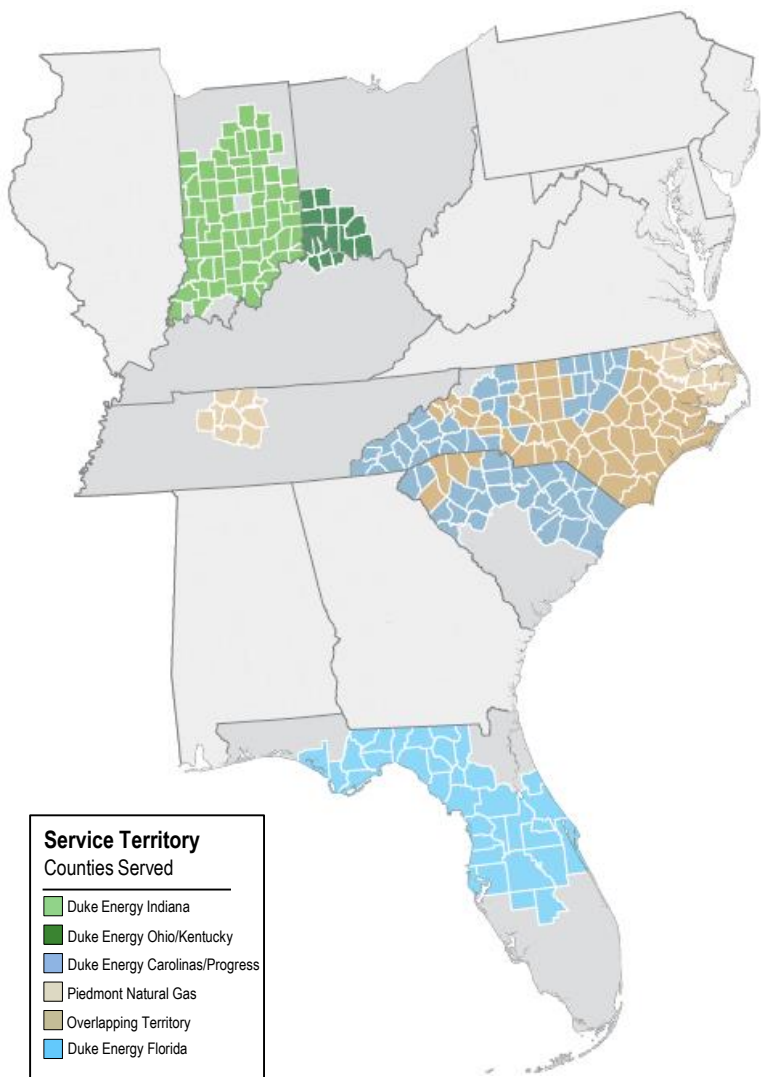 Service Territory
Counties Served
Duke Energy Indiana
Duke Energy Ohio/Kentucky
Duke Energy Carolinas/Progress
Piedmont Natural Gas
Overlapping Territory
Duke Energy Florida